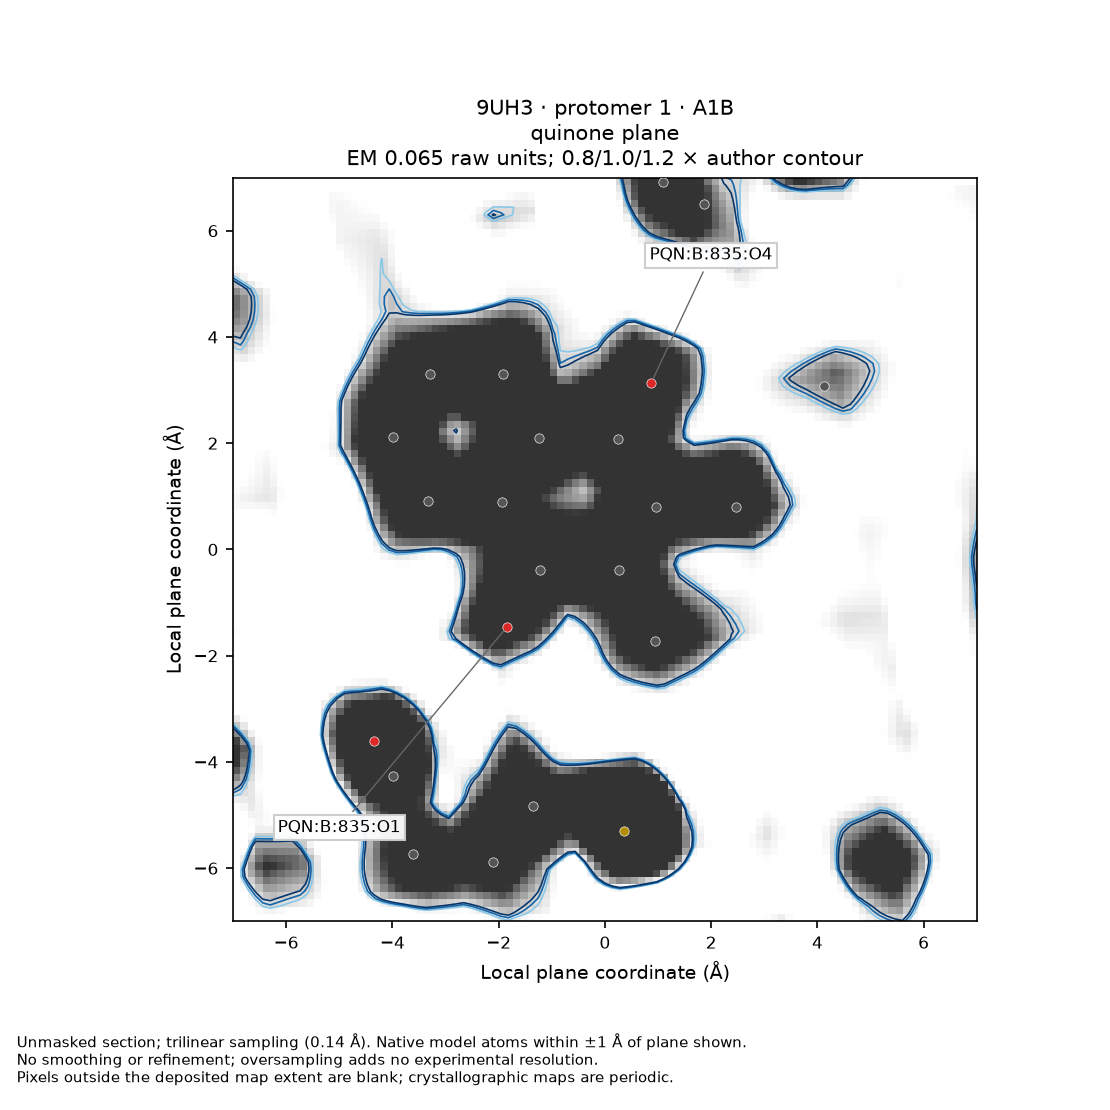 9UH3 · protomer 1 · A1B
quinone plane
EM 0.065 raw units; 0.8/1.0/1.2 × author contour
PQN:B:835:O4
PQN:B:835:O1
6
4
2
0
−2
−4
−6
Local plane coordinate (Å)
−6 −4 −2 0 2 4 6
Local plane coordinate (Å)
Unmasked section; trilinear sampling (0.14 Å). Native model atoms within ±1 Å of plane shown.
No smoothing or refinement; oversampling adds no experimental resolution.
Pixels outside the deposited map extent are blank; crystallographic maps are periodic.